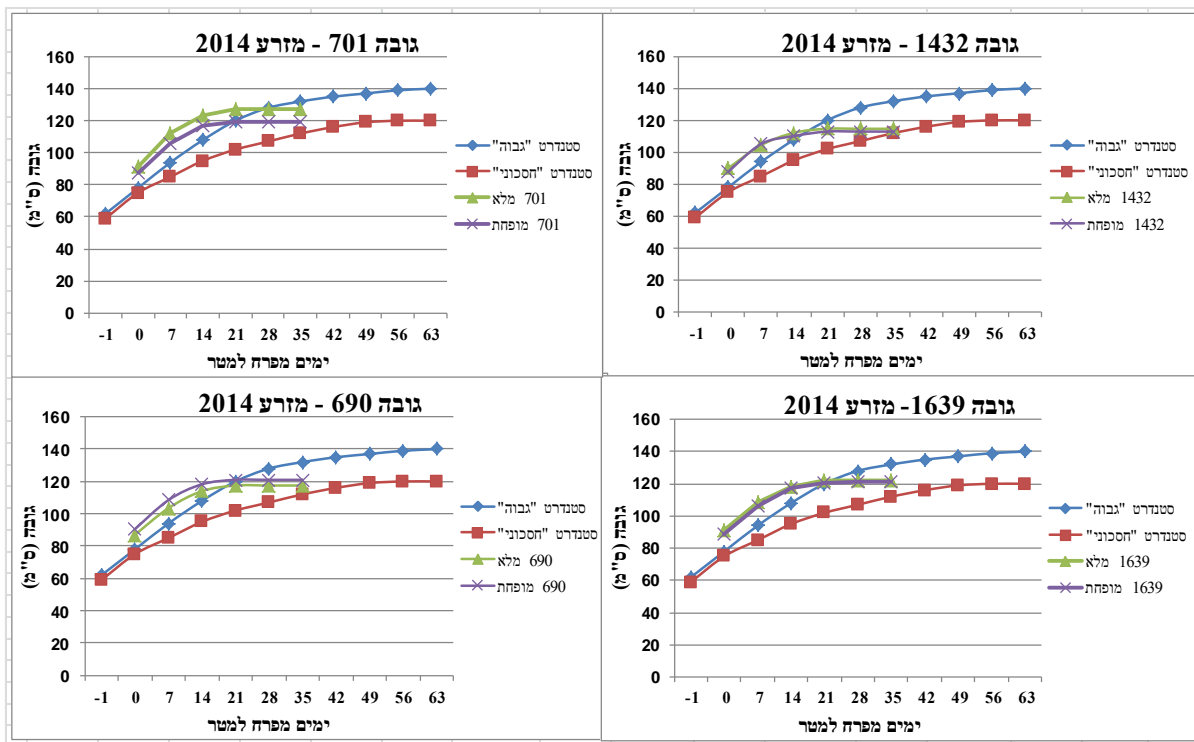 גובה 701 - מזרע 2014
160
140
120
100
80
60
40
20
0
גובה (ס"מ)
-1 0 7 14 21 28 35 42 49 56 63
ימים מפרח למטר
סטנדרט "גבוה"
סטנדרט "חסכוני"
701 מלא
701 מופחת
גובה 1432 - מזרע 2014
160
140
120
100
80
60
40
20
0
גובה (ס"מ)
-1 0 7 14 21 28 35 42 49 56 63
ימים מפרח למטר
סטנדרט "גבוה"
סטנדרט "חסכוני"
1432 מלא
1432 מופחת
גובה 690 - מזרע 2014
160
140
120
100
80
60
40
20
0
גובה (ס"מ)
-1 0 7 14 21 28 35 42 49 56 63
ימים מפרח למטר
סטנדרט "גבוה"
סטנדרט "חסכוני"
690 מלא
690 מופחת
גובה 1639- מזרע 2014
160
140
120
100
80
60
40
20
0
גובה (ס"מ)
-1 0 7 14 21 28 35 42 49 56 63
ימים מפרח למטר
סטנדרט "גבוה"
סטנדרט "חסכוני"
1639 מלא
1639 מופחת